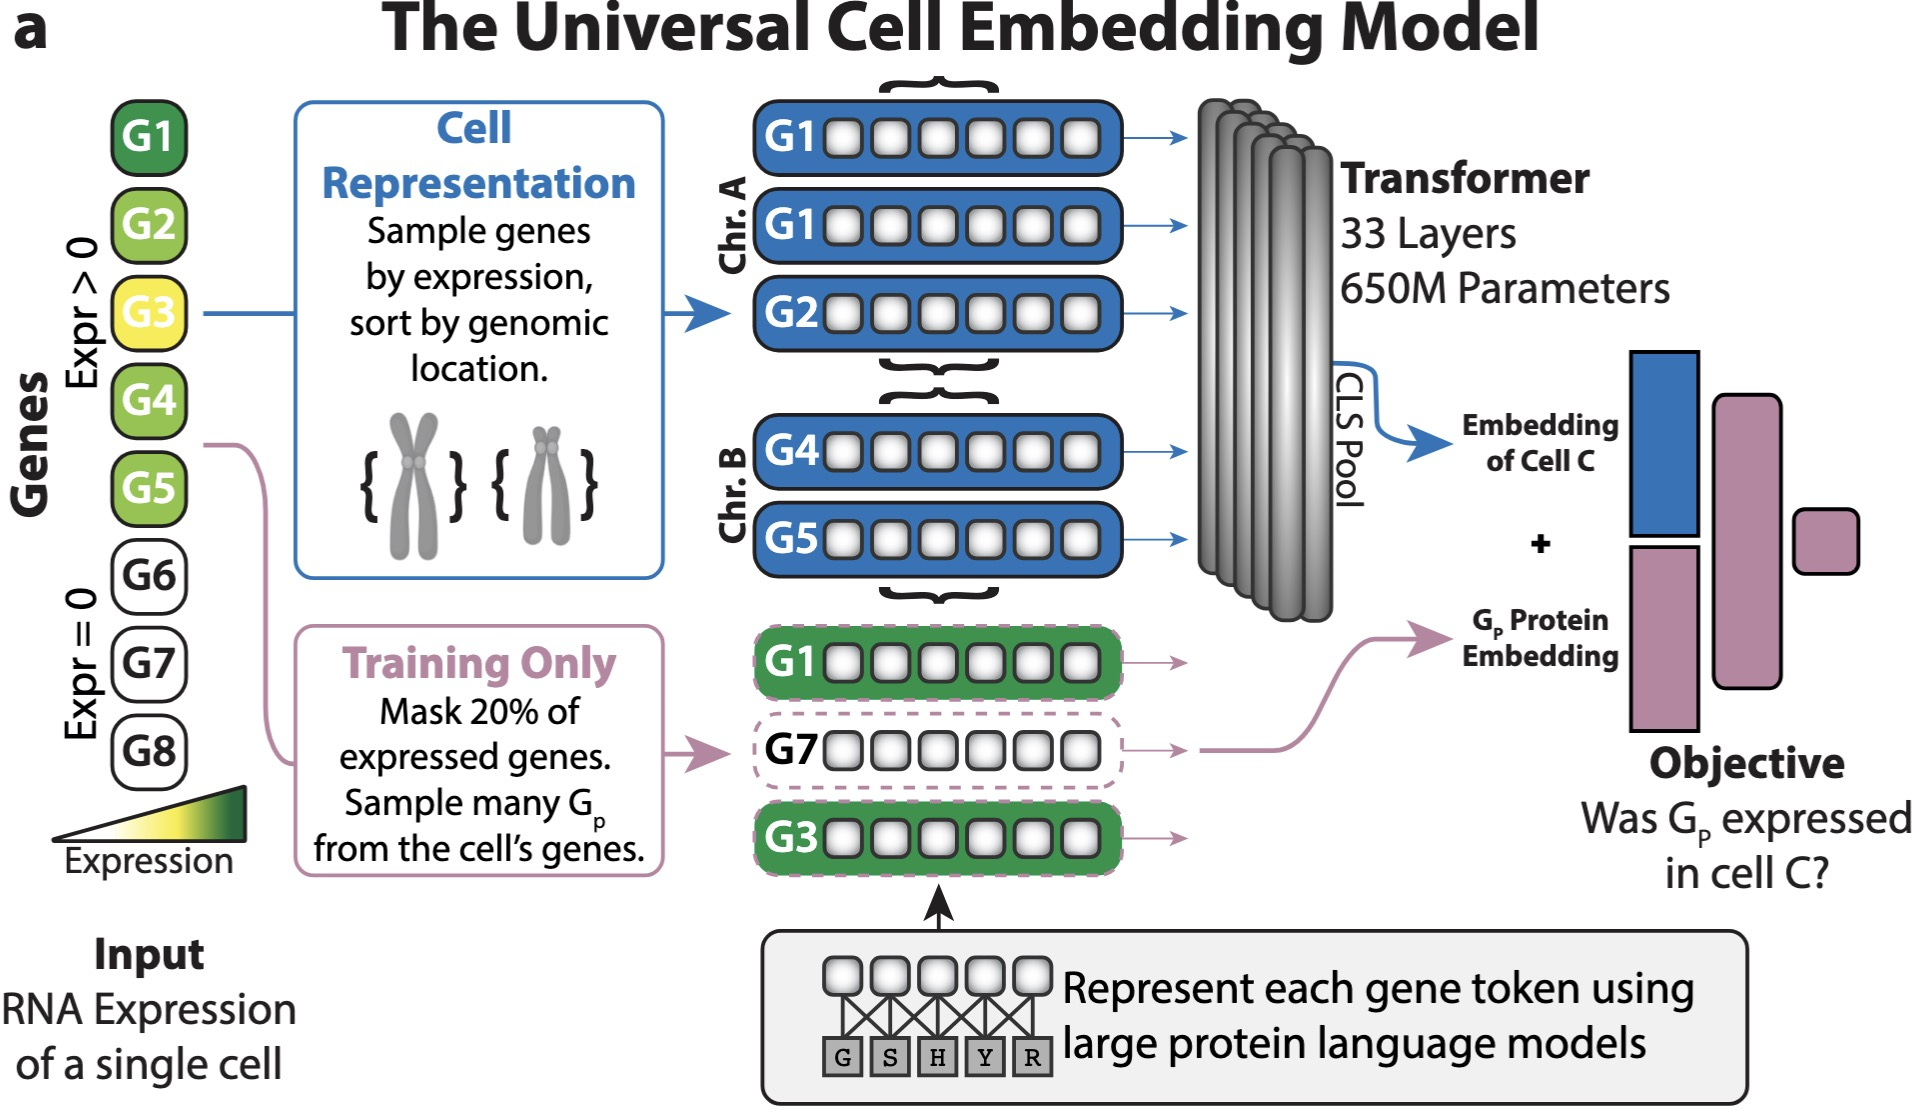 a
The Universal Cell Embedding Model
Genes
Expr > 0
Expr = 0
G1
G2
G3
G4
G5
G6
G7
G8
Expression
Input
RNA Expression
of a single cell
Cell
Representation
Sample genes
by expression,
sort by genomic
location.
{ } { }
Training Only
Mask 20% of
expressed genes.
Sample many Gp
from the cell's genes.
Chr. A
G1
G1
G2
Chr. B
G4
G5
G1
G7
G3
Transformer
33 Layers
650M Parameters
CLS Pool
Embedding
of Cell C
+
GP Protein
Embedding
Objective
Was GP expressed
in cell C?
G S H Y R
Represent each gene token using
large protein language models